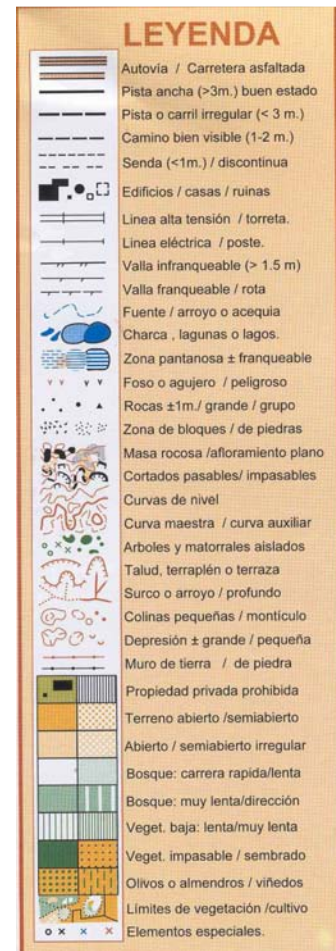 LEYENDA
Autovía / Carretera asfaltada
Pista ancha (>3m.) buen estado
Pista o carril irregular (< 3 m.)
Camino bien visible (1-2 m.)
Senda (<1m.) / discontinua
Edificios / casas / ruinas
Linea alta tensión / torreta.
Linea eléctrica / poste.
Valla infranqueable (> 1.5 m)
Valla franqueable / rota
Fuente / arroyo o acequia
Charca , lagunas o lagos.
Zona pantanosa ± franqueable
Foso o agujero / peligroso
Rocas ±1m./ grande / grupo
Zona de bloques / de piedras
Masa rocosa /afloramiento plano
Cortados pasables/ impasables
Curvas de nivel
Curva maestra / curva auxiliar
Arboles y matorrales aislados
Talud, terraplén o terraza
Surco o arroyo / profundo
Colinas pequeñas / montículo
Depresión ± grande / pequeña
Muro de tierra / de piedra
Propiedad privada prohibida
Terreno abierto /semiabierto
Abierto / semiabierto irregular
Bosque: carrera rapida/lenta
Bosque: muy lenta/dirección
Veget. baja: lenta/muy lenta
Veget. impasable / sembrado
Olivos o almendros / viñedos
Límites de vegetación /cultivo
Elementos especiales.